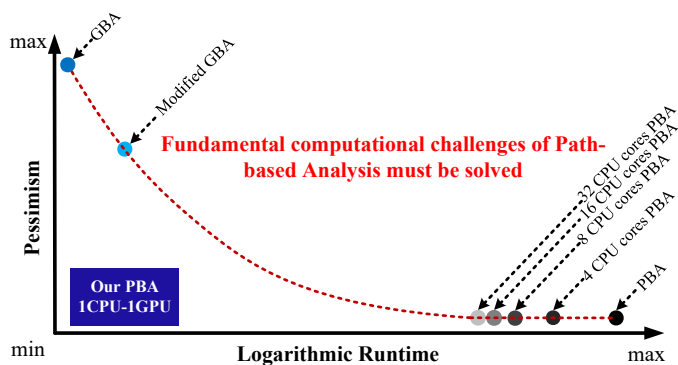 max
GBA
Modified GBA
Fundamental computational challenges of Path-
based Analysis must be solved
32 CPU cores PBA
16 CPU cores PBA
8 CPU cores PBA
4 CPU cores PBA
PBA
Pessimism
Our PBA
1CPU-1GPU
min
Logarithmic Runtime
max